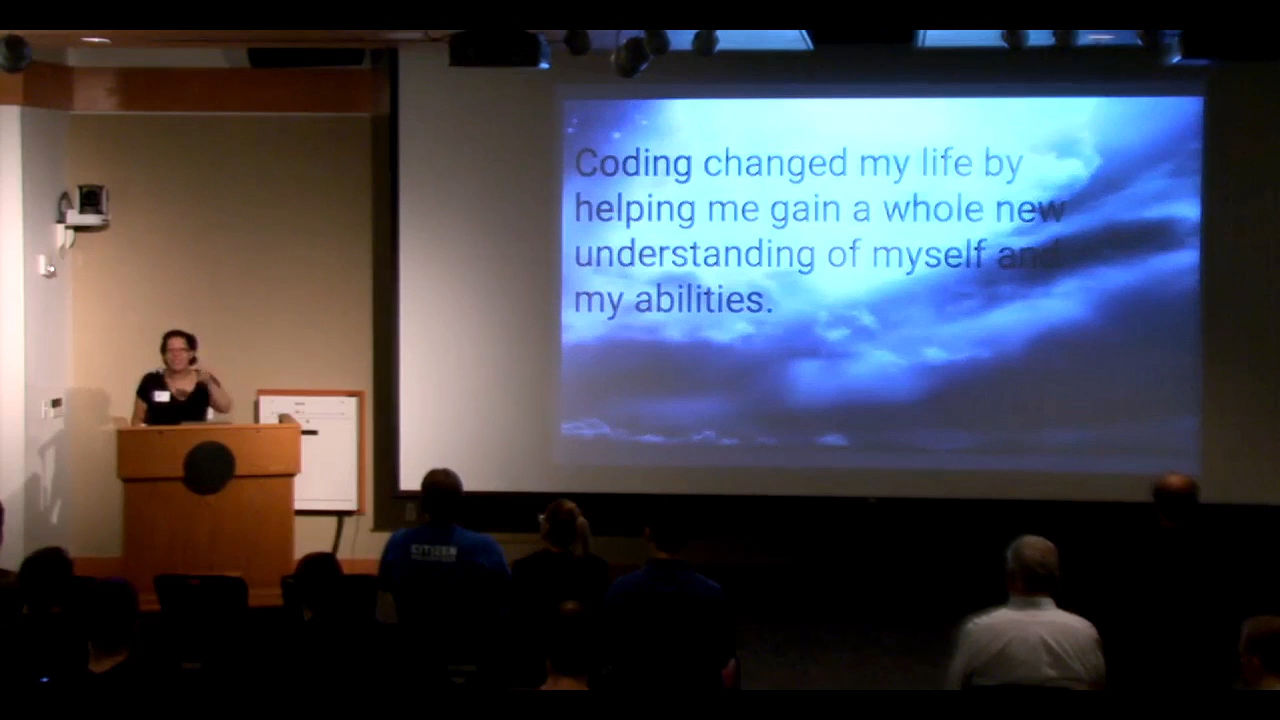 Coding changed my life by
helping me gain a whole new
understanding of myself and
my abilities.